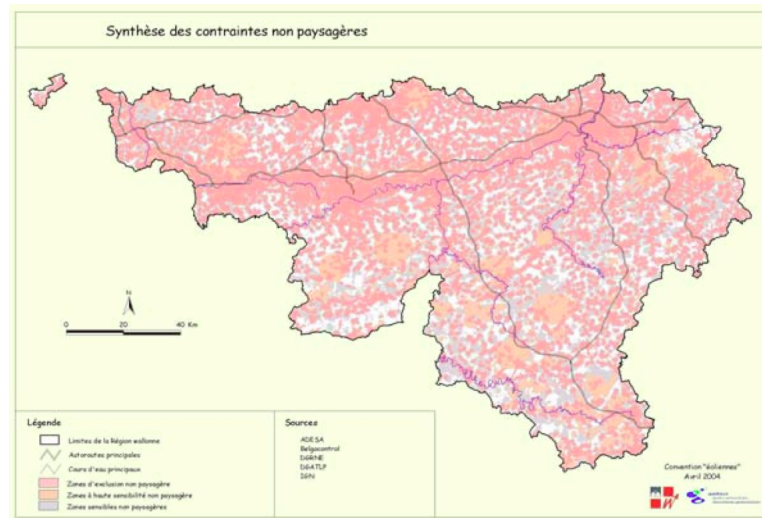 Synthèse des contraintes non paysagères
N
0 20 40 Km
Légende
Limites de la Région wallonne
Autoroutes principales
Cours d'eau principaux
Zones d'exclusion non paysagère
Zones à haute sensibilité non paysagère
Zones sensibles non paysagères
Sources
ADESA
Belgocontrol
DGRNE
DGATLP
IGN
Convention "éoliennes"
Avril 2004